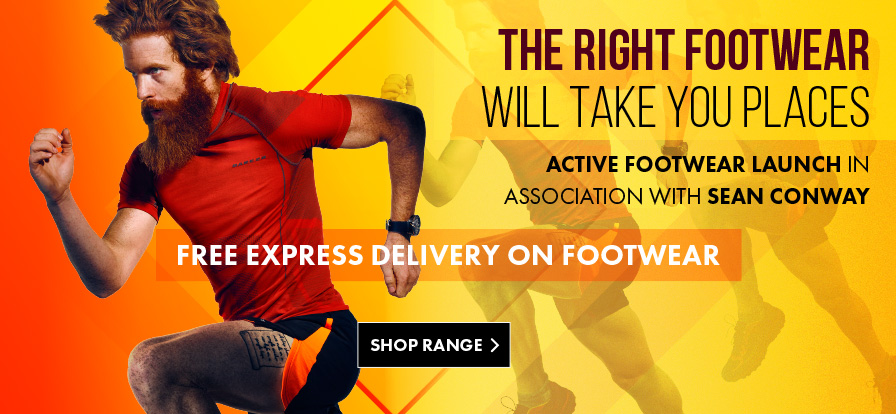 THE RIGHT FOOTWEAR
WILL TAKE YOU PLACES
ACTIVE FOOTWEAR LAUNCH IN
ASSOCIATION WITH SEAN CONWAY
FREE EXPRESS DELIVERY ON FOOTWEAR
SHOP RANGE